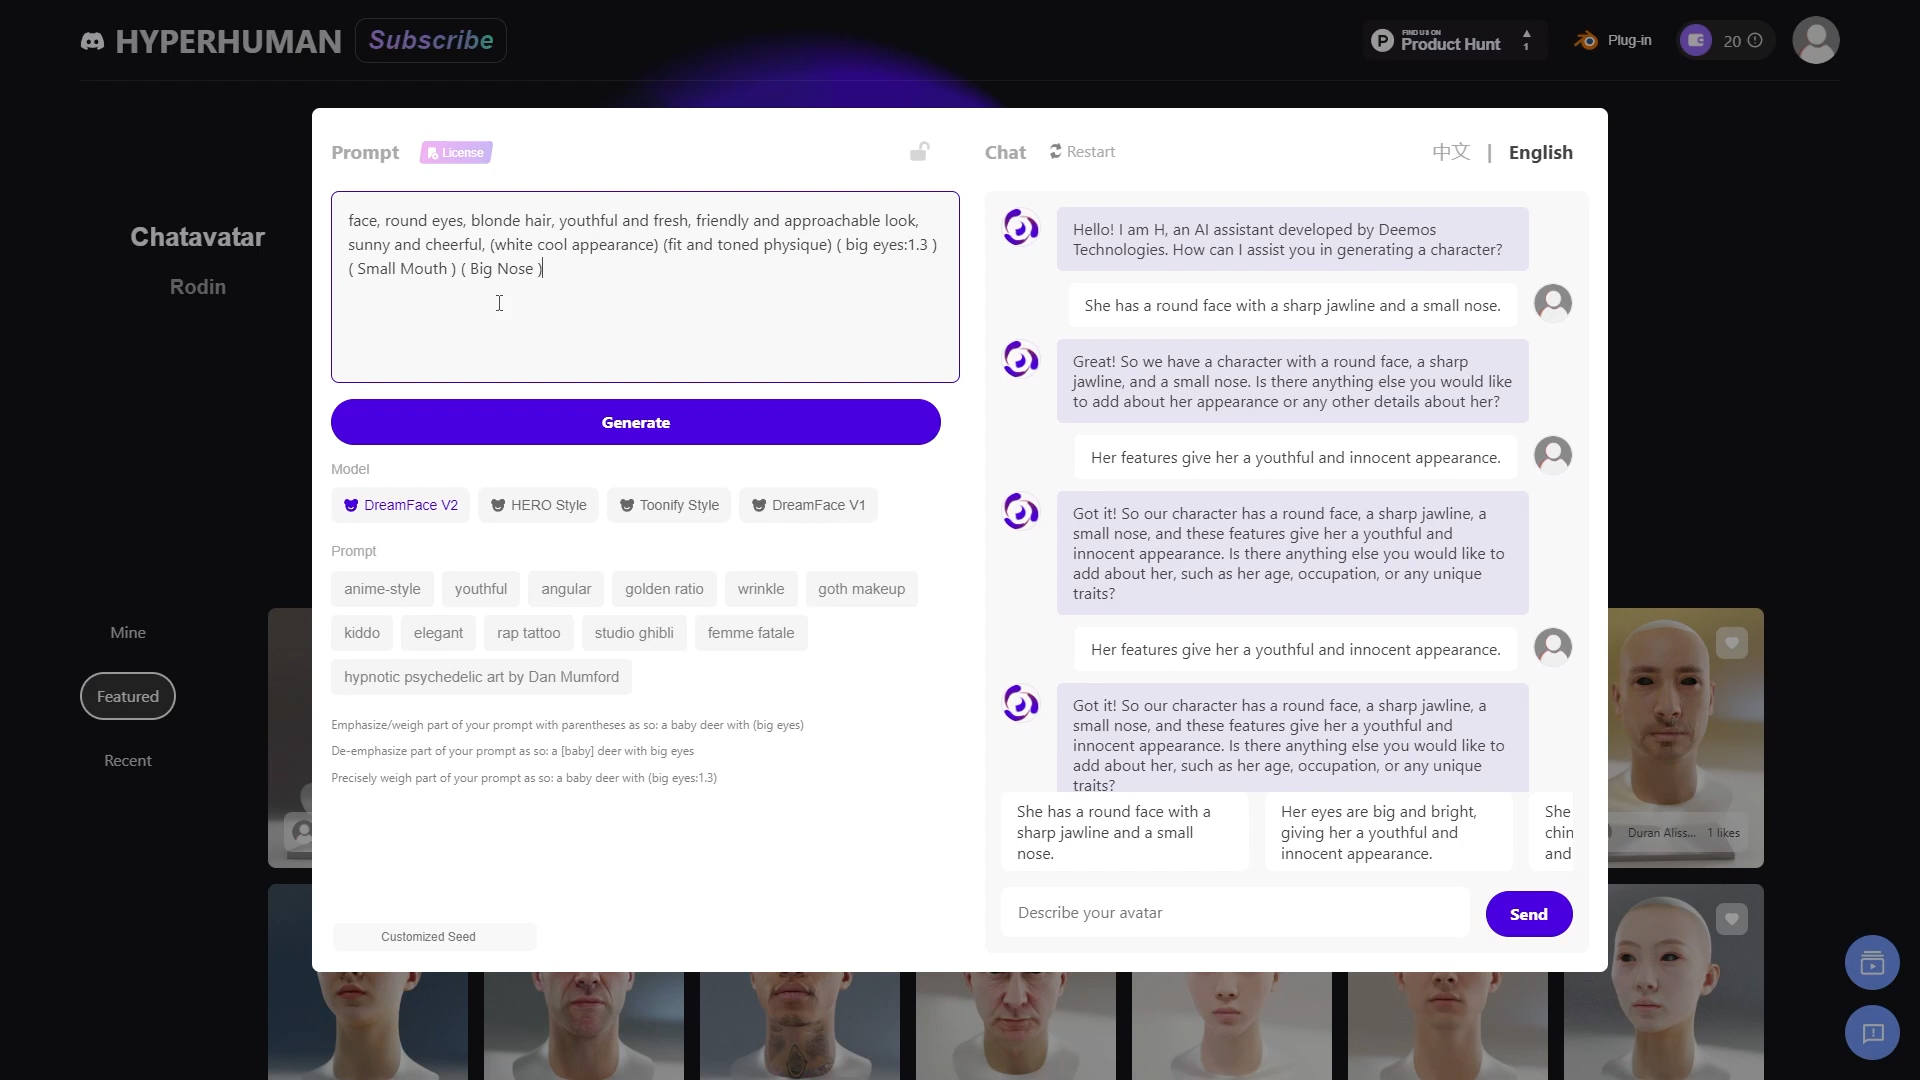 HYPERHUMAN
Subscribe
FIND US ON
Product Hunt
1
Plug-in
20
Chatavatar
Rodin
Mine
Featured
Recent
Prompt
License
face, round eyes, blonde hair, youthful and fresh, friendly and approachable look,
sunny and cheerful, (white cool appearance) (fit and toned physique) ( big eyes:1.3 )
( Small Mouth ) ( Big Nose )
Generate
Model
DreamFace V2
HERO Style
Toonify Style
DreamFace V1
Prompt
anime-style
youthful
angular
golden ratio
wrinkle
goth makeup
kiddo
elegant
rap tattoo
studio ghibli
femme fatale
hypnotic psychedelic art by Dan Mumford
Emphasize/weigh part of your prompt with parentheses as so: a baby deer with (big eyes)
De-emphasize part of your prompt as so: a [baby] deer with big eyes
Precisely weigh part of your prompt as so: a baby deer with (big eyes:1.3)
Customized Seed
Chat
Restart
中文 | English
Hello! I am H, an AI assistant developed by Deemos
Technologies. How can I assist you in generating a character?
She has a round face with a sharp jawline and a small nose.
Great! So we have a character with a round face, a sharp
jawline, and a small nose. Is there anything else you would like
to add about her appearance or any other details about her?
Her features give her a youthful and innocent appearance.
Got it! So our character has a round face, a sharp jawline, a
small nose, and these features give her a youthful and
innocent appearance. Is there anything else you would like to
add about her, such as her age, occupation, or any unique
traits?
Her features give her a youthful and innocent appearance.
Got it! So our character has a round face, a sharp jawline, a
small nose, and these features give her a youthful and
innocent appearance. Is there anything else you would like to
add about her, such as her age, occupation, or any unique
traits?
She has a round face with a
sharp jawline and a small
nose.
Her eyes are big and bright,
giving her a youthful and
innocent appearance.
She
chin
and
Describe your avatar
Send
Duran Aliss...
1 likes